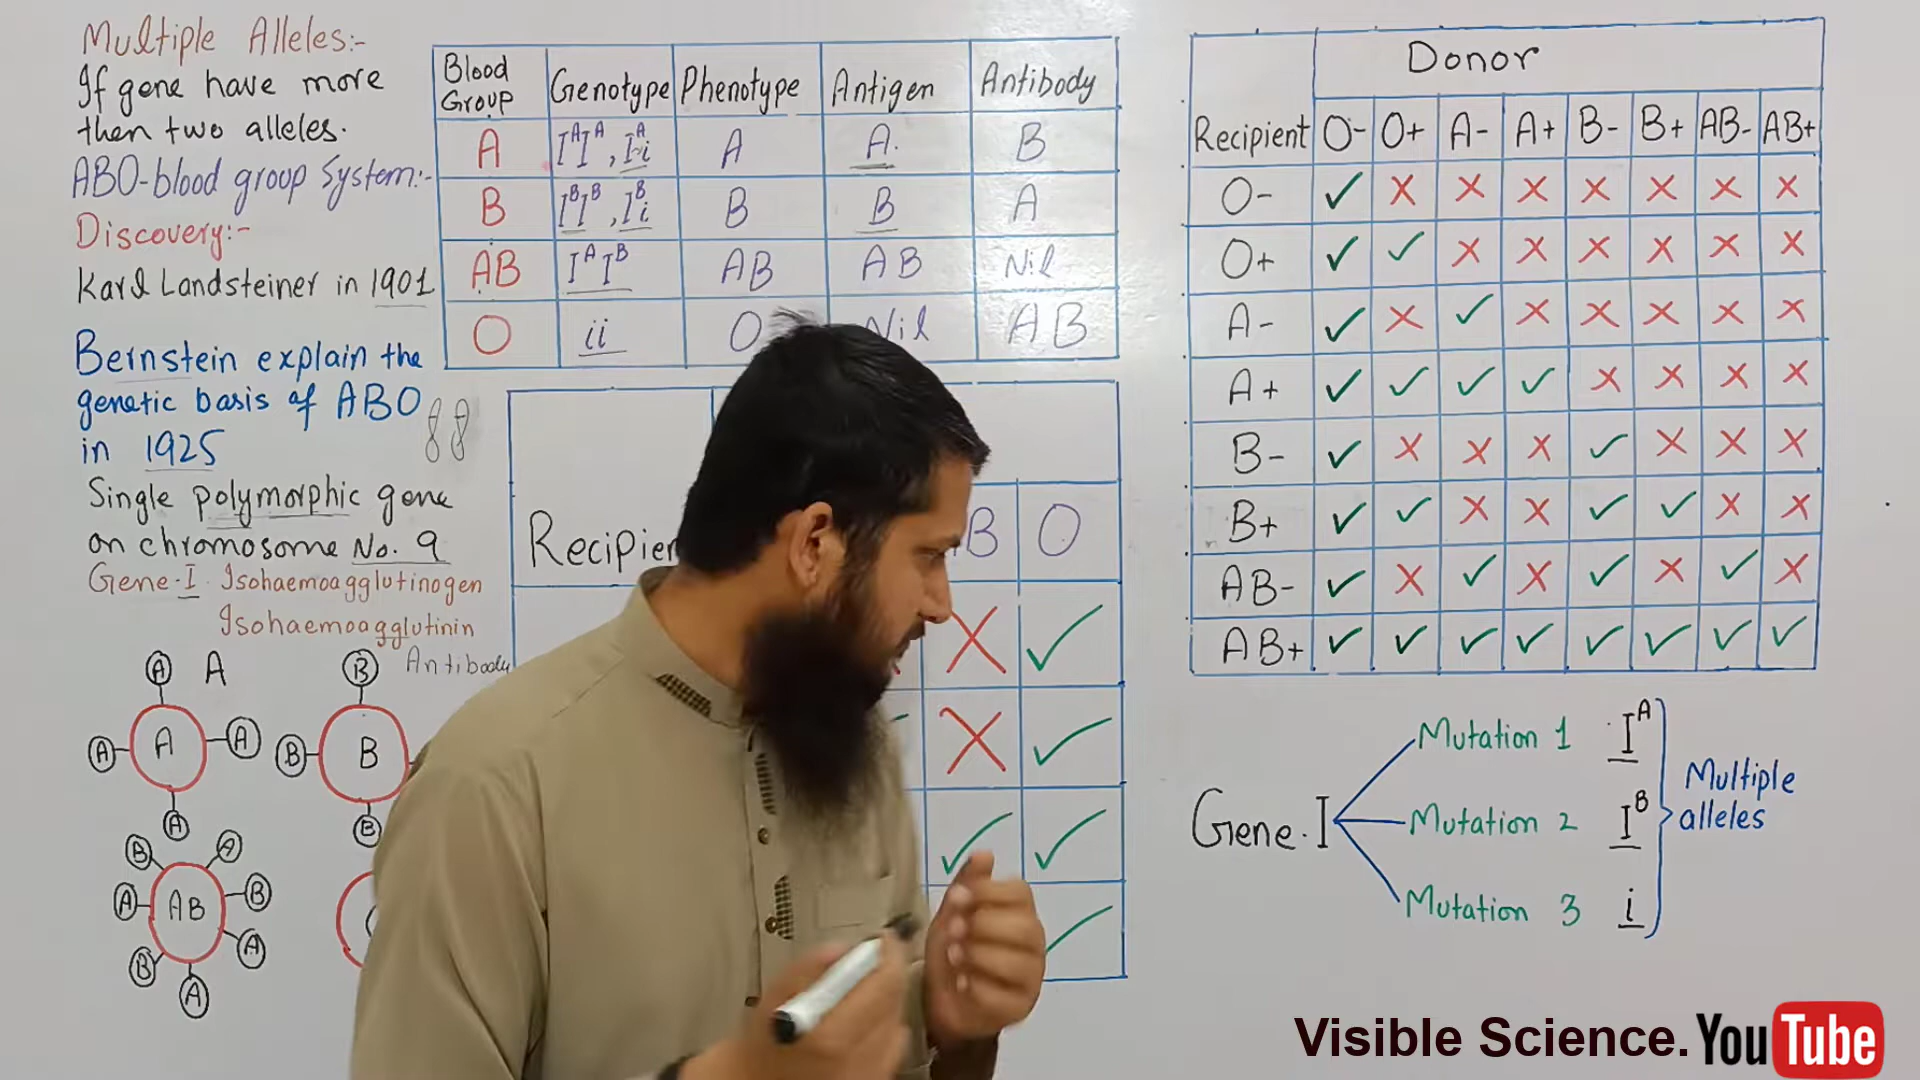 Multiple Alleles:-
If gene have more
then two alleles.
ABO-blood group System:-
Discovery:-
Karl Landsteiner in 1901
Bernstein explain the
genetic basis of ABO
in 1925
Single polymorphic gene
on chromosome No. 9
Gene-I Isohaemoagglutinogen
Isohaemoagglutinin
Antibody
A A
A A A
A
B
B B
B
B A
A AB B
B A
A
Blood Group Genotype Phenotype Antigen Antibody
A IᴬIᴬ, Iᴬi A A. B
B IᴮIᴮ, Iᴮi B B A
AB IᴬIᴮ AB AB Nil
O ii O Nil AB
B O
X ✓
X ✓
✓ ✓
✓
Donor
Recipient O- O+ A- A+ B- B+ AB- AB+
O- ✓ X X X X X X X
O+ ✓ ✓ X X X X X X
A- ✓ X ✓ X X X X X
A+ ✓ ✓ ✓ ✓ X X X X
B- ✓ X X X ✓ X X X
B+ ✓ ✓ X X ✓ ✓ X X
AB- ✓ X ✓ X ✓ X ✓ X
AB+ ✓ ✓ ✓ ✓ ✓ ✓ ✓ ✓
Gene.I
Mutation 1 Iᴬ
Mutation 2 Iᴮ
Mutation 3 i
Multiple
alleles
Visible Science. YouTube